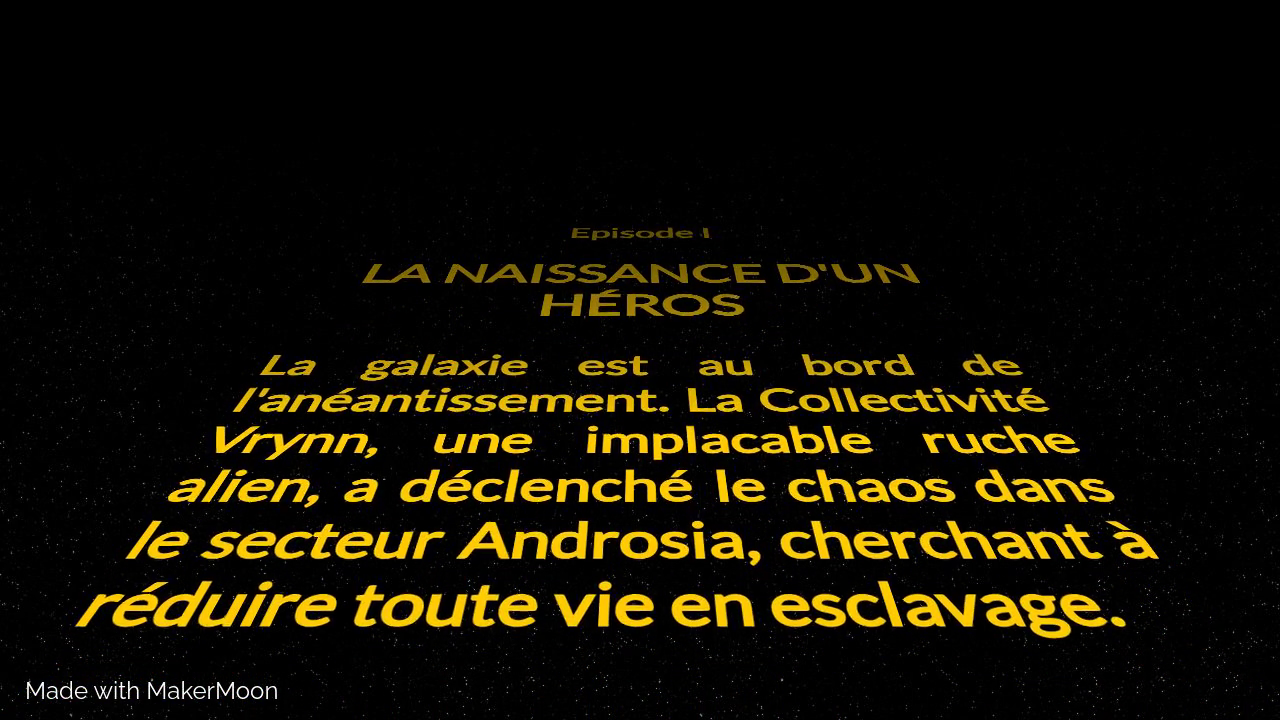 Episode I
LA NAISSANCE D'UN
HÉROS
La galaxie est au bord de
l'anéantissement. La Collectivité
Vrynn, une implacable ruche
alien, a déclenché le chaos dans
le secteur Androsia, cherchant à
réduire toute vie en esclavage.
Made with MakerMoon